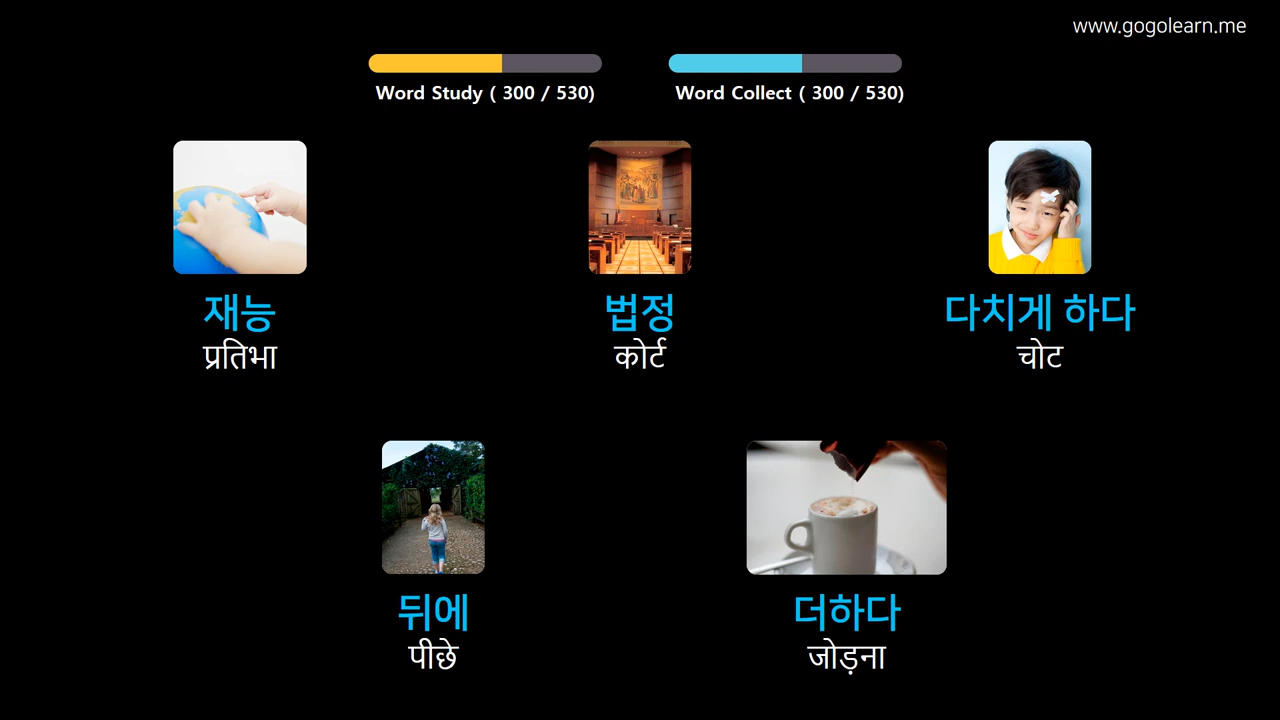 www.gogolearn.me
Word Study ( 300 / 530)
Word Collect ( 300 / 530)
재능
प्रतिभा
법정
कोर्ट
다치게 하다
चोट
뒤에
पीछे
더하다
जोड़ना